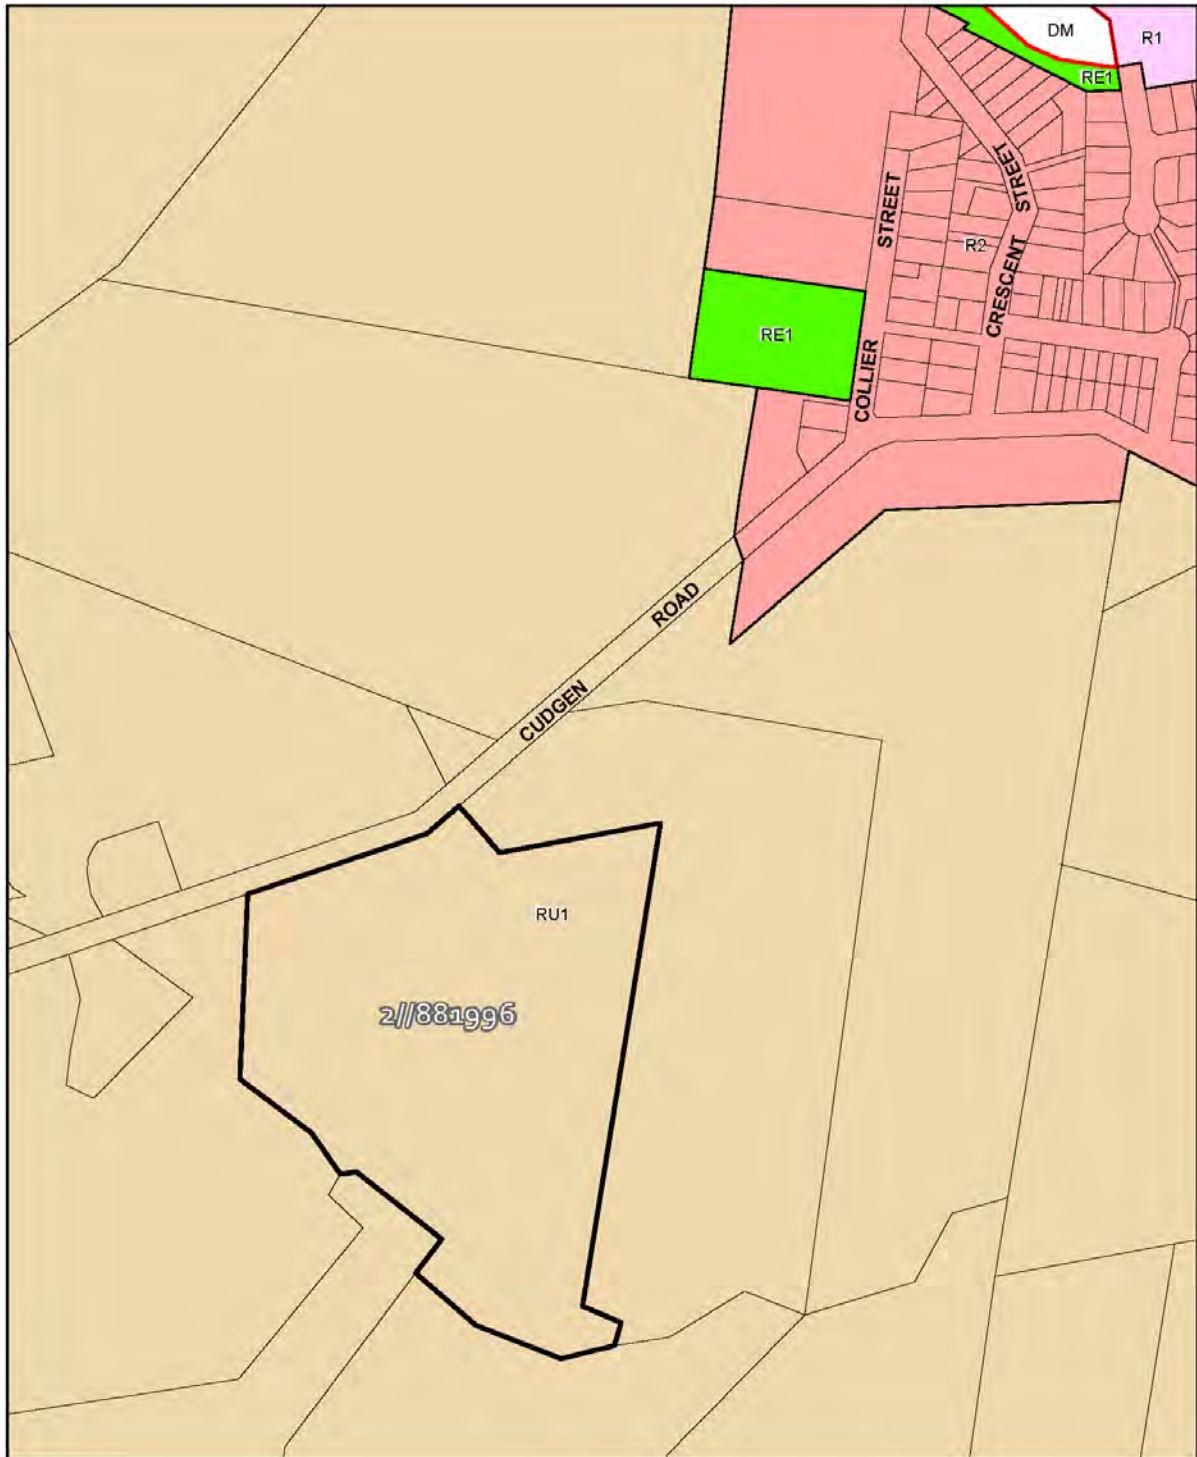 DM
R1
RE1
STREET
STREET
R2
CRESCENT
RE1
COLLIER
ROAD
CUDGEN
RU1
2//881996